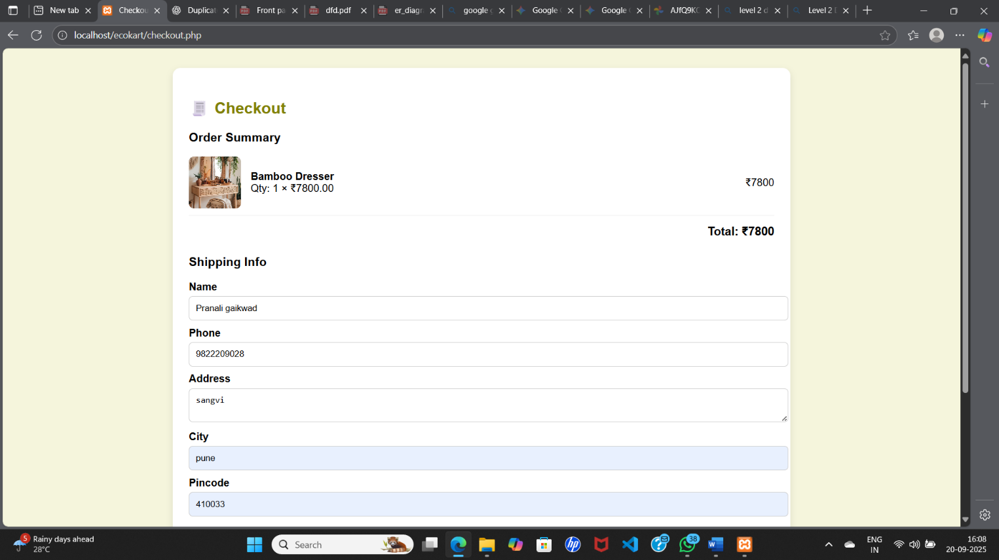 New tab
Checkou
Duplicat
Front pa
dfd.pdf
er_diagr
google g
Google
Google
AJfQ9KC
level 2 d
Level 2
localhost/ecokart/checkout.php
Checkout
Order Summary
Bamboo Dresser
Qty: 1 × ₹7800.00
₹7800
Total: ₹7800
Shipping Info
Name
Pranali gaikwad
Phone
9822209028
Address
sangvi
City
pune
Pincode
410033
5
Rainy days ahead
28°C
Search
38
ENG
IN
16:08
20-09-2025